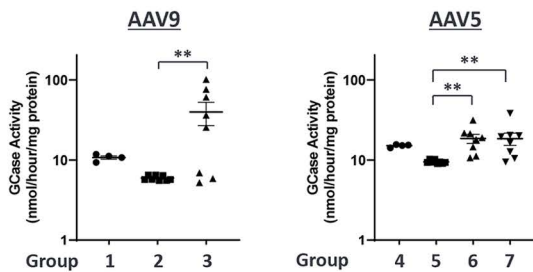 AAV9
**
100
10
1
GCase Activity
(nmol/hour/mg protein)
Group 1 2 3
AAV5
**
**
100
10
1
GCase Activity
(nmol/hour/mg protein)
Group 4 5 6 7